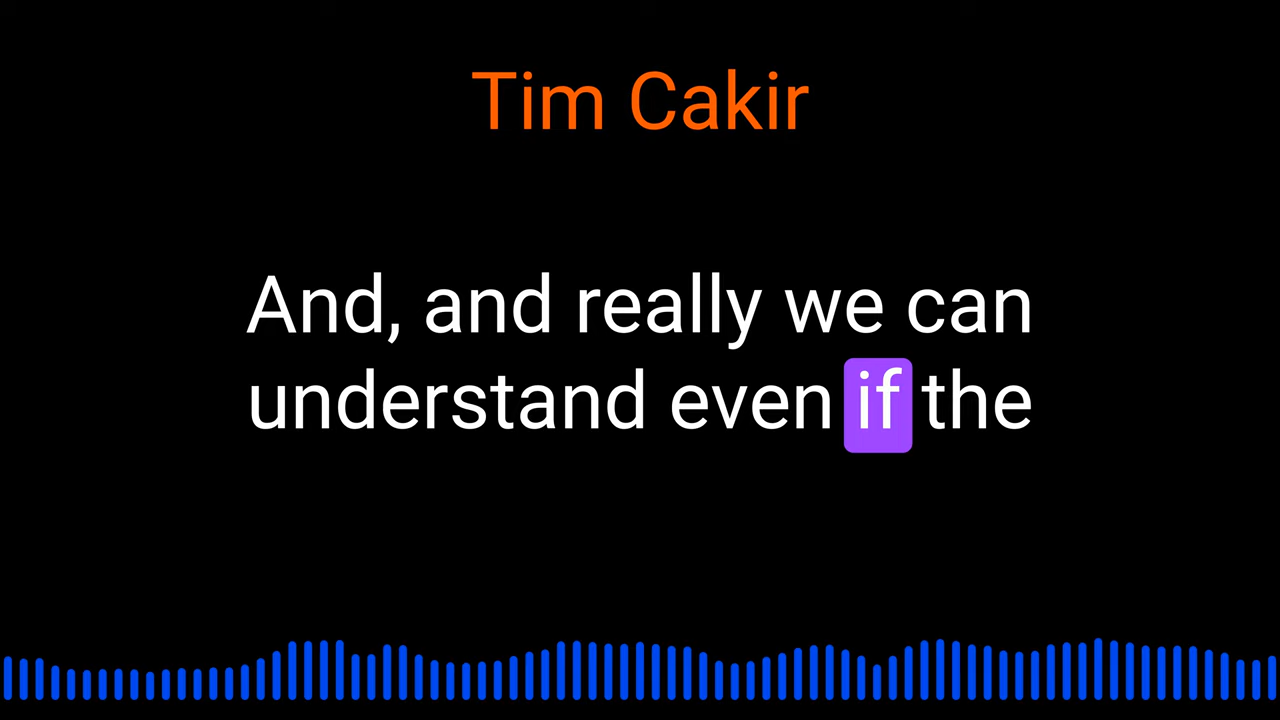 Tim Cakir
And, and really we can
understand even if the